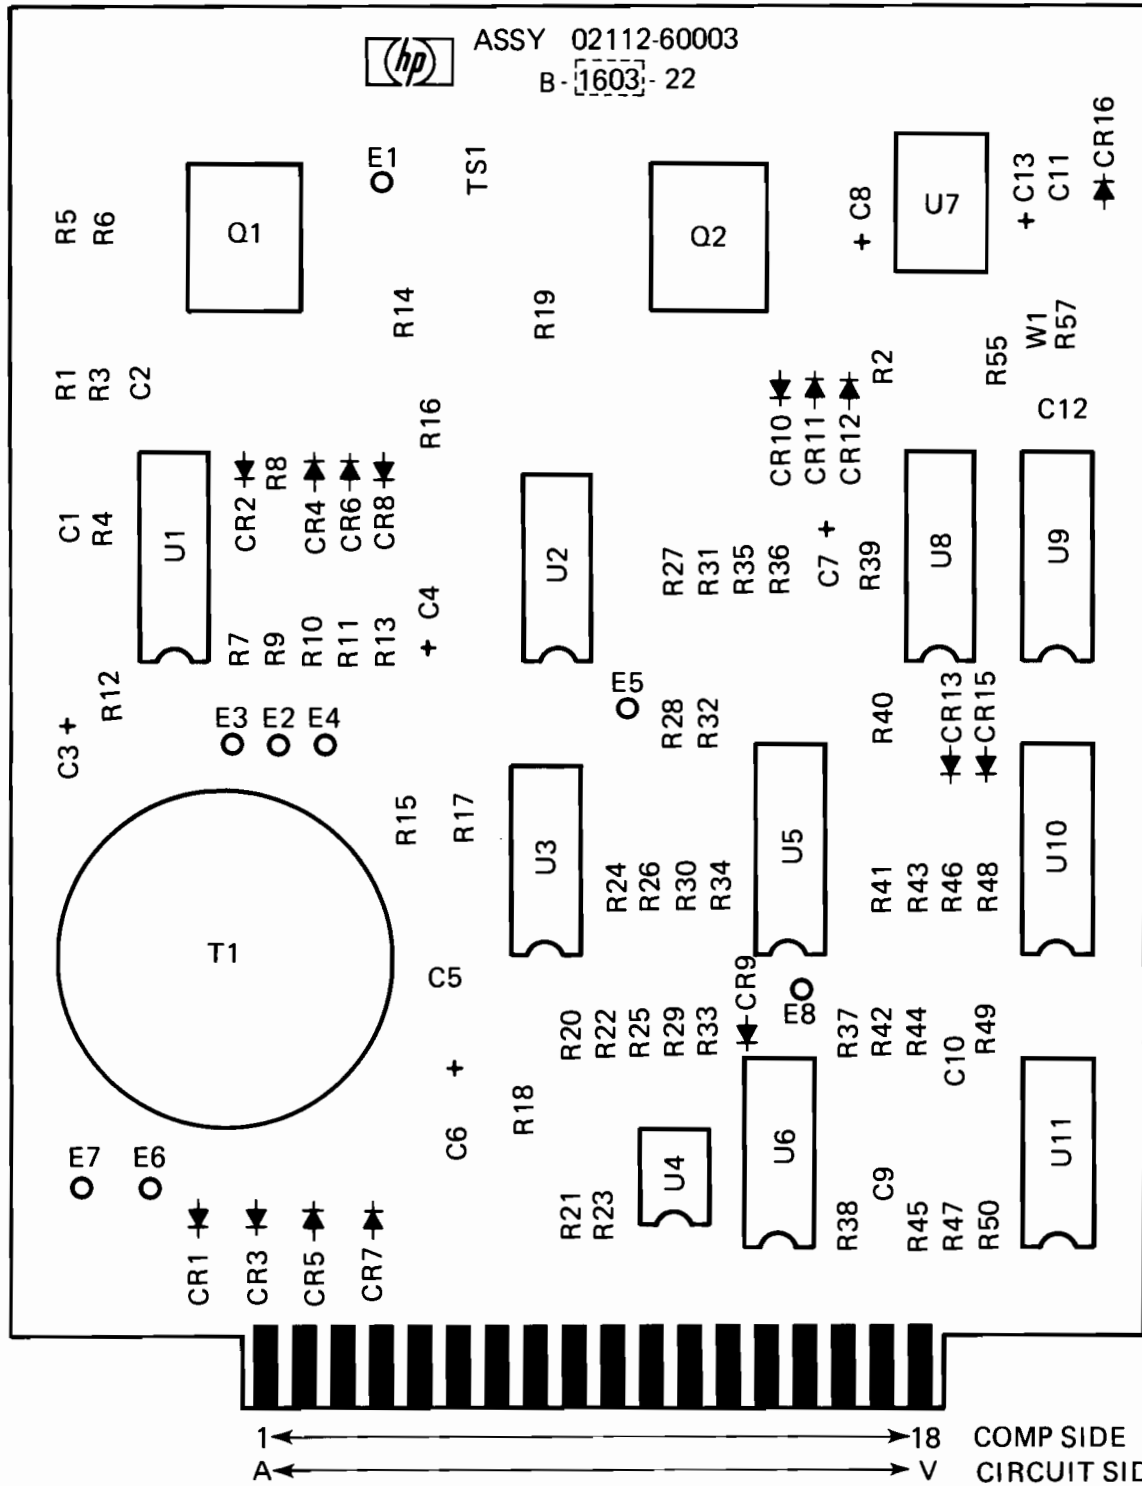 hp
ASSY 02112-60003
B-1603-22
E1
TS1
CR16
R5
R6
Q1
Q2
+ C8
U7
+ C13
C11
R14
R19
W1
R57
R1
R3
C2
R2
R55
R16
CR10
CR11
CR12
C12
C1
R4
U1
CR2
R8
CR4
CR6
CR8
U2
R27
R31
R35
R36
C7 +
R39
U8
U9
R7
R9
R10
R11
R13
+ C4
R12
C3 +
E3
E2
E4
E5
R28
R32
R40
CR13
CR15
R15
R17
U3
R24
R26
R30
R34
U5
R41
R43
R46
R48
U10
T1
C5
CR9
E8
R20
R22
R25
R29
R33
R37
R42
R44
C10
R49
+
C6
R18
E7
E6
U4
U6
C9
U11
R21
R23
R38
R45
R47
R50
CR1
CR3
CR5
CR7
1 18 COMP SIDE
A V CIRCUIT SID